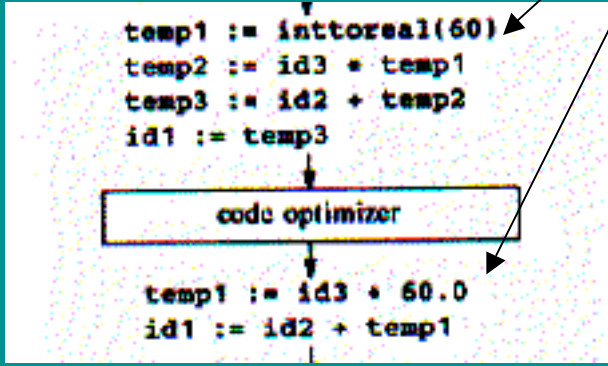 temp1 := inttoreal(60)
temp2 := id3 * temp1
temp3 := id2 + temp2
id1 := temp3
code optimizer
temp1 := id3 * 60.0
id1 := id2 + temp1